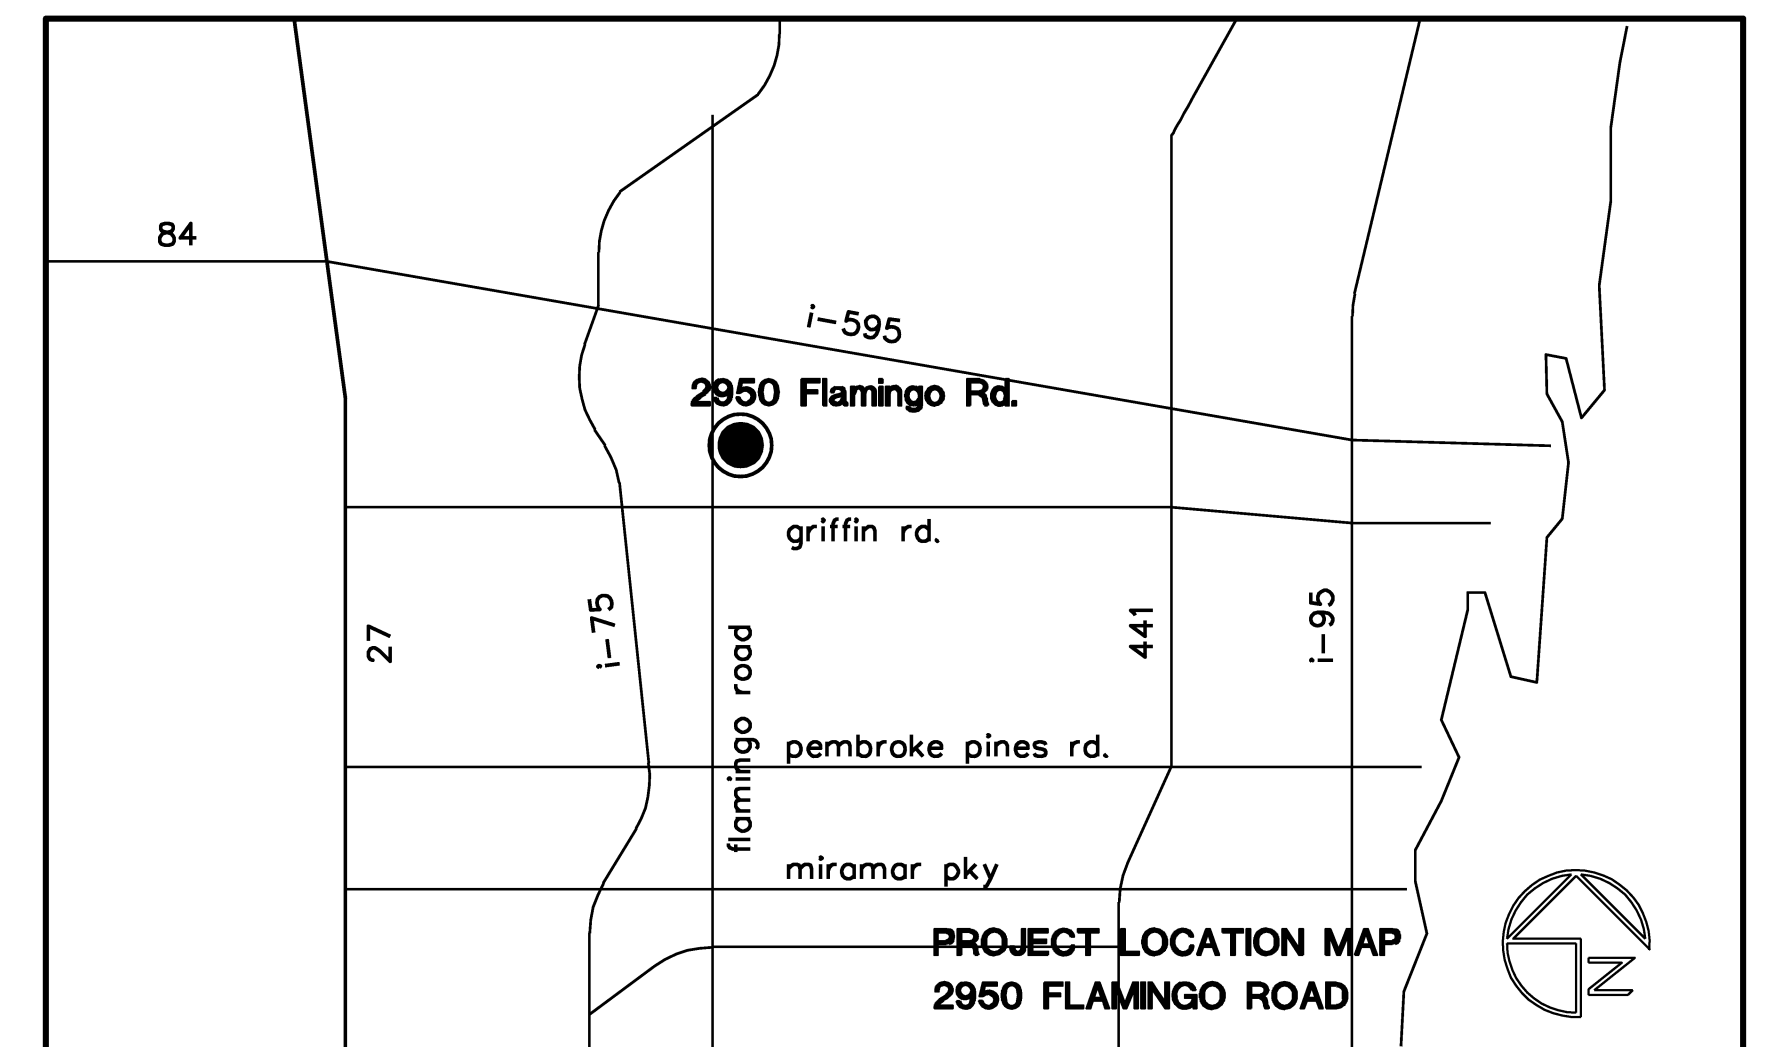 84
i-595
2950 Flamingo Rd.
griffin rd.
27
i-75
flamingo road
441
i-95
pembroke pines rd.
miramar pky
PROJECT LOCATION MAP
2950 FLAMINGO ROAD
N